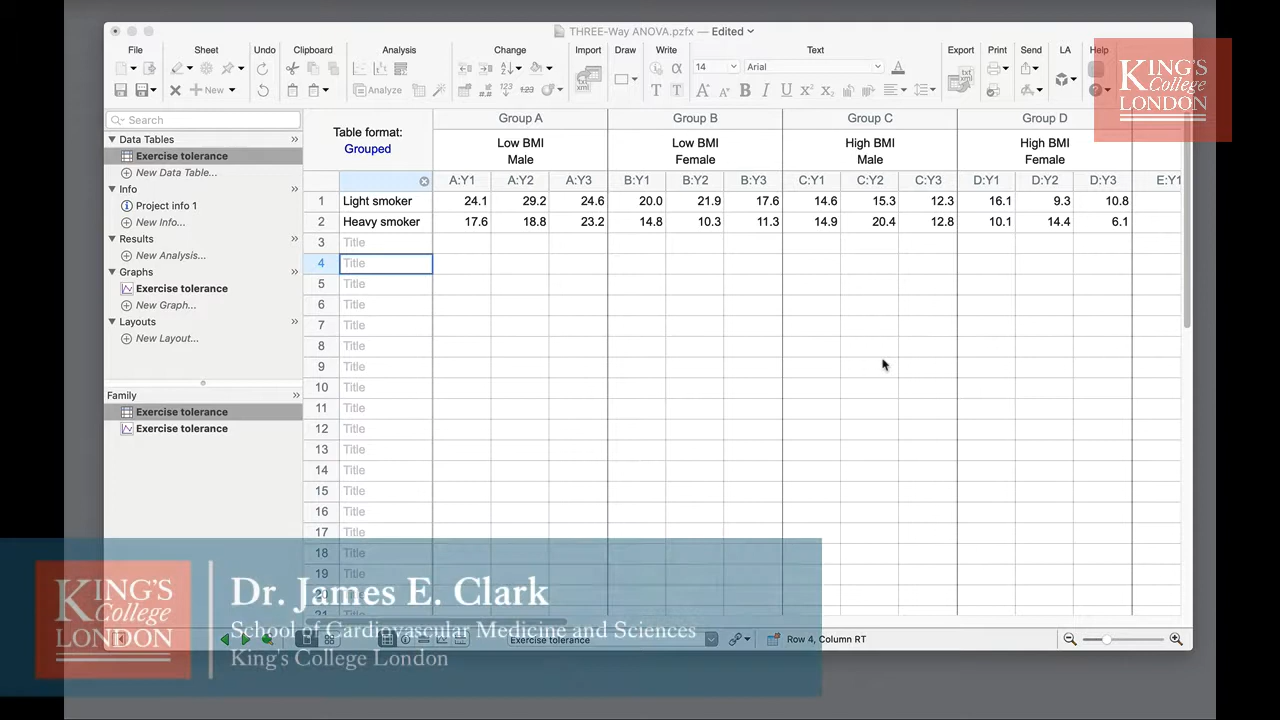 THREE-Way ANOVA.pzfx — Edited
File Sheet Undo Clipboard Analysis Change Import Draw Write Text Export Print Send LA Help
14 Arial
New Analyze
KING'S
College
LONDON
Search
Data Tables
Exercise tolerance
New Data Table...
Info
Project info 1
New Info...
Results
New Analysis...
Graphs
Exercise tolerance
New Graph...
Layouts
New Layout...
Family
Exercise tolerance
Exercise tolerance
Table format:
Grouped
Group A Group B Group C Group D
Low BMI Low BMI High BMI High BMI
Male Female Male Female
A:Y1 A:Y2 A:Y3 B:Y1 B:Y2 B:Y3 C:Y1 C:Y2 C:Y3 D:Y1 D:Y2 D:Y3 E:Y1
1 Light smoker 24.1 29.2 24.6 20.0 21.9 17.6 14.6 15.3 12.3 16.1 9.3 10.8
2 Heavy smoker 17.6 18.8 23.2 14.8 10.3 11.3 14.9 20.4 12.8 10.1 14.4 6.1
3 Title
4 Title
5 Title
6 Title
7 Title
8 Title
9 Title
10 Title
11 Title
12 Title
13 Title
14 Title
15 Title
16 Title
17 Title
18 Title
19 Title
20 Title
21 Title
KING'S
College
LONDON
Dr. James E. Clark
School of Cardiovascular Medicine and Sciences
King's College London
Exercise tolerance
Row 4, Column RT